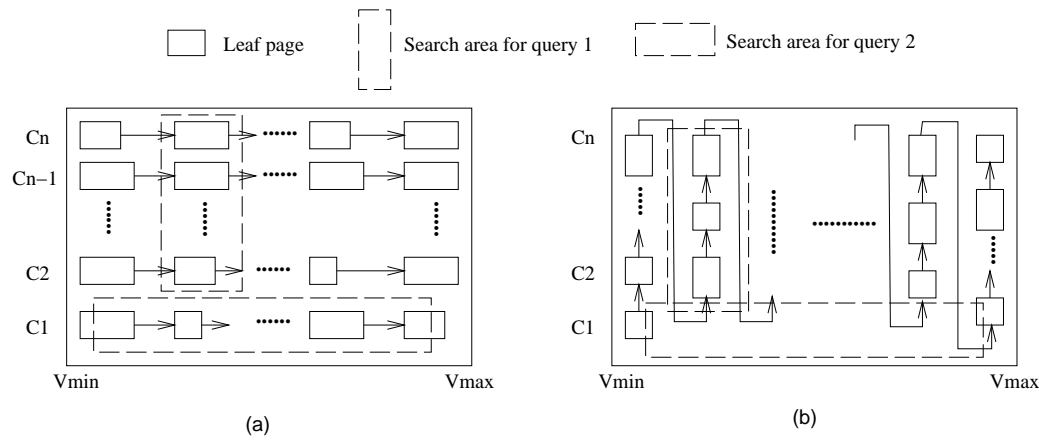 Leaf page
Search area for query 1
Search area for query 2
Cn
Cn−1
C2
C1
Vmin
Vmax
(a)
Cn
C2
C1
Vmin
Vmax
(b)